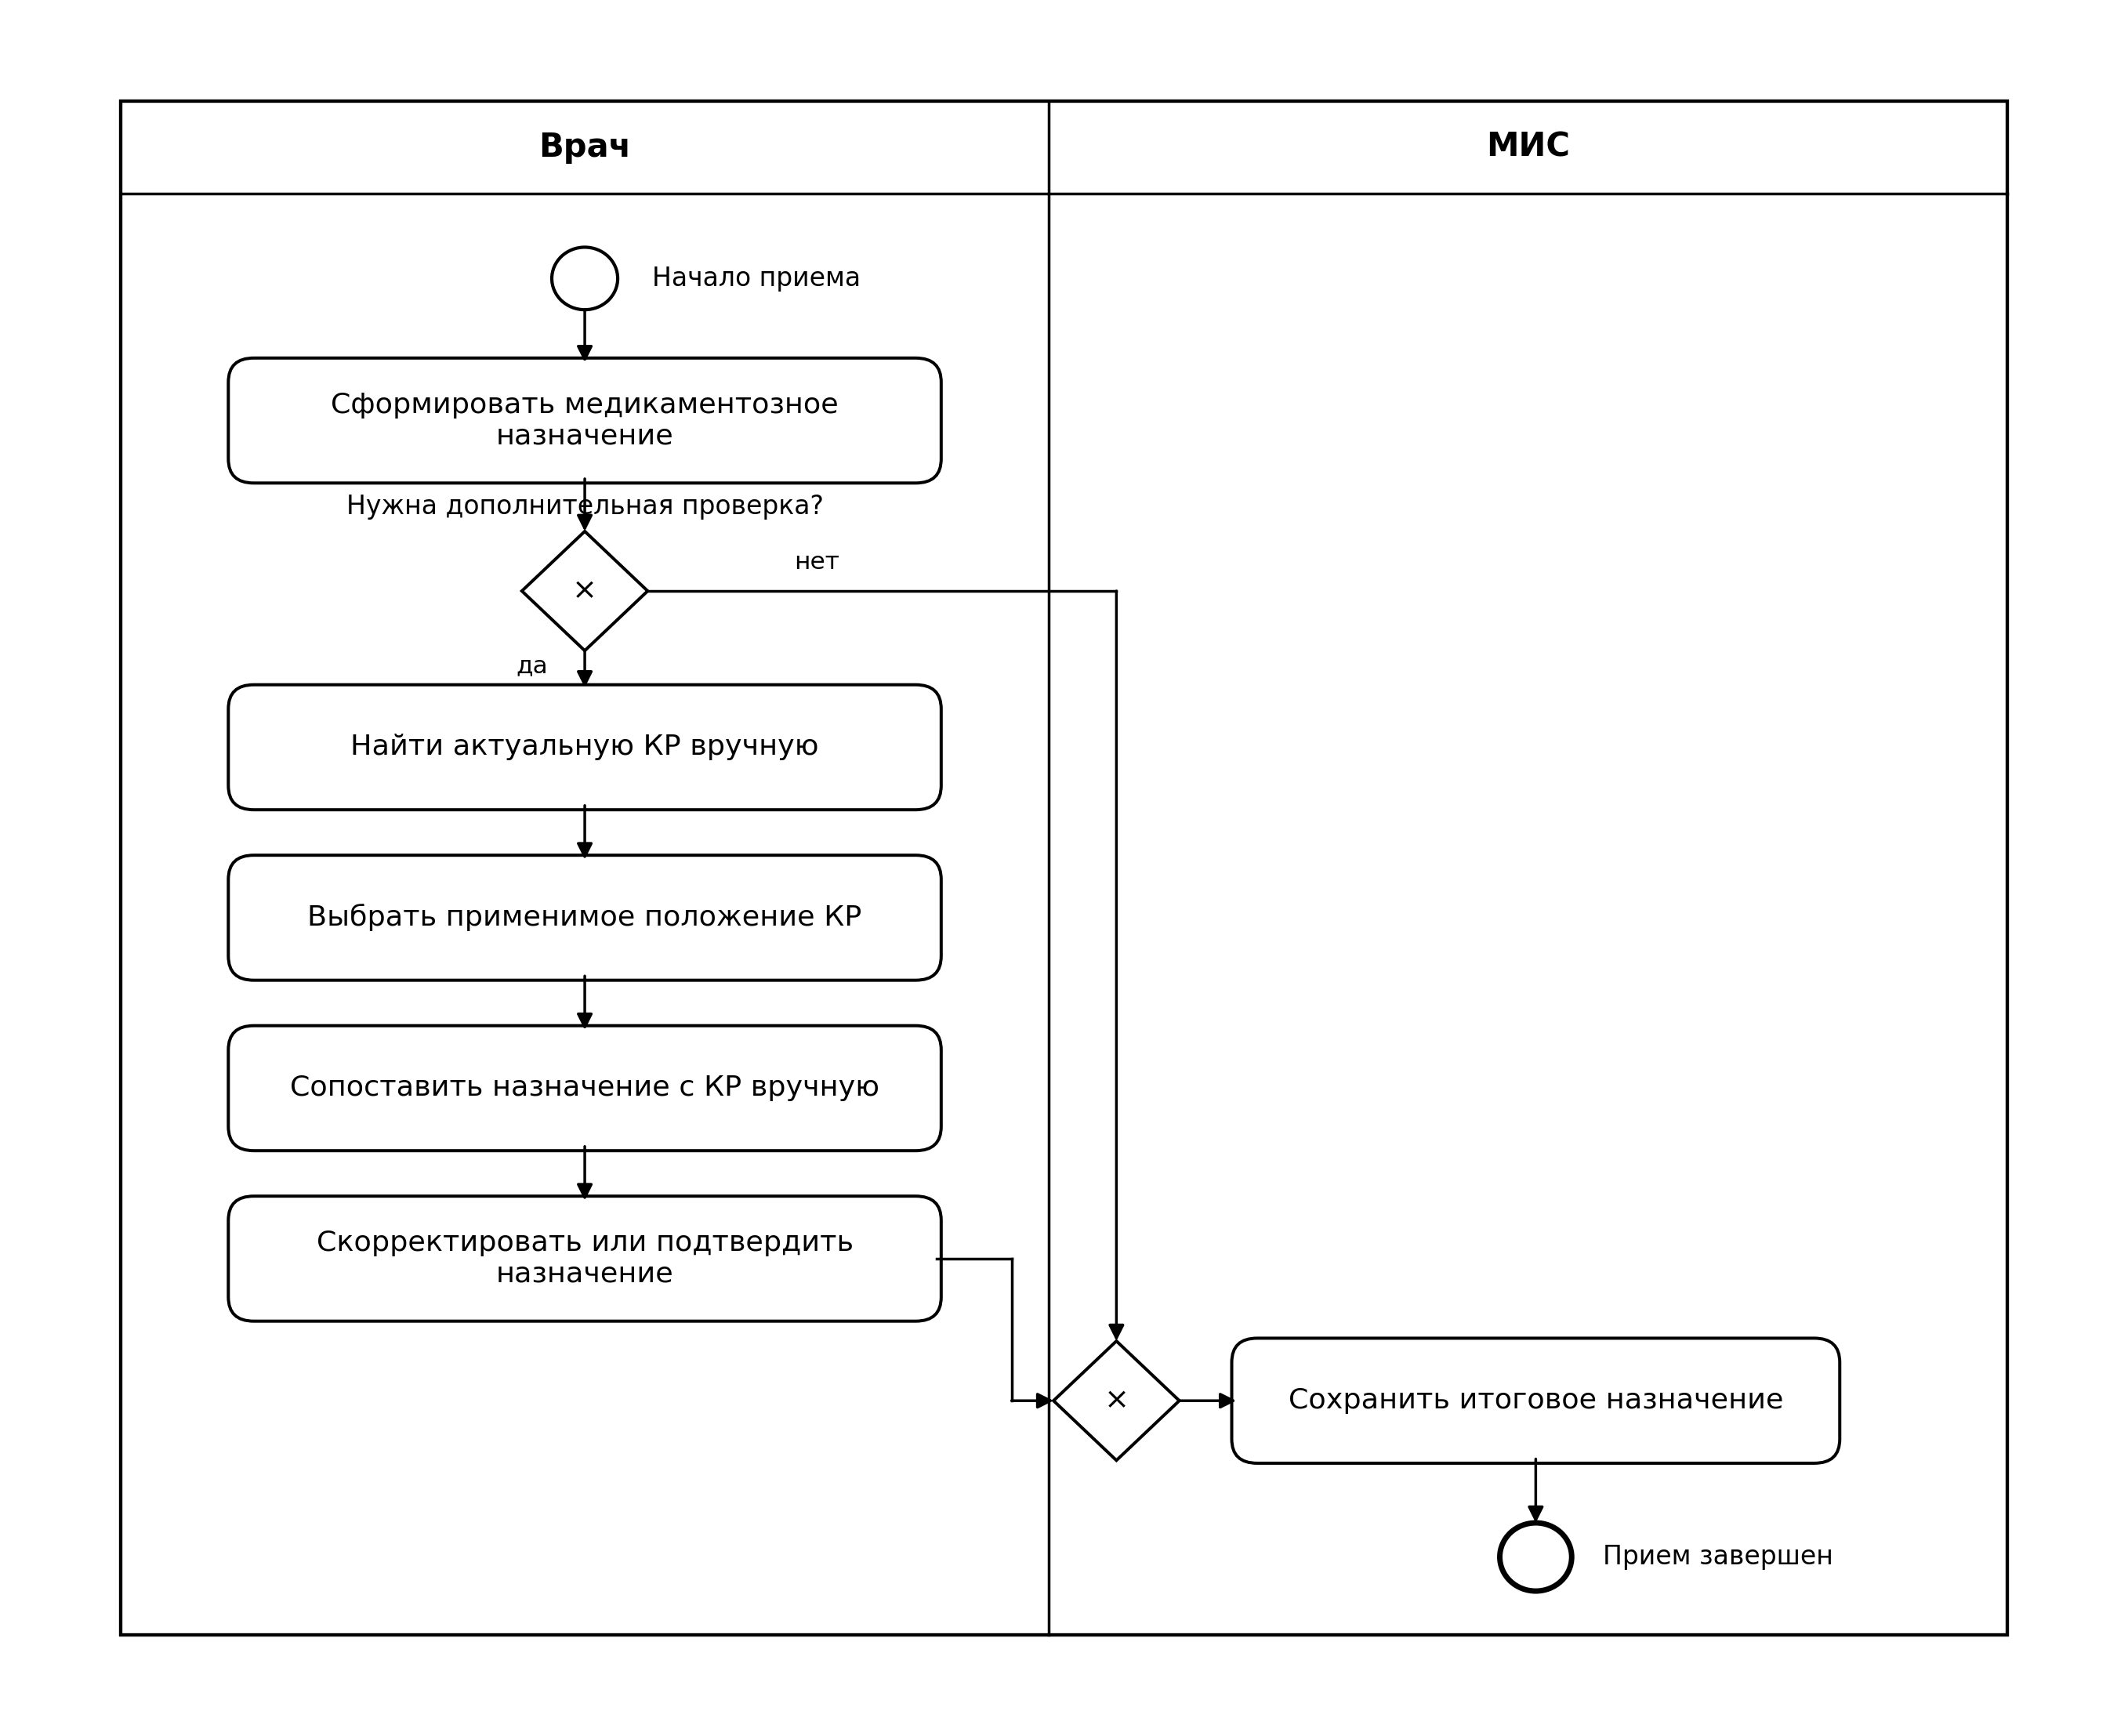 Врач
МИС
Начало приема
Сформировать медикаментозное
назначение
Нужна дополнительная проверка?
×
нет
да
Найти актуальную КР вручную
Выбрать применимое положение КР
Сопоставить назначение с КР вручную
Скорректировать или подтвердить
назначение
×
Сохранить итоговое назначение
Прием завершен